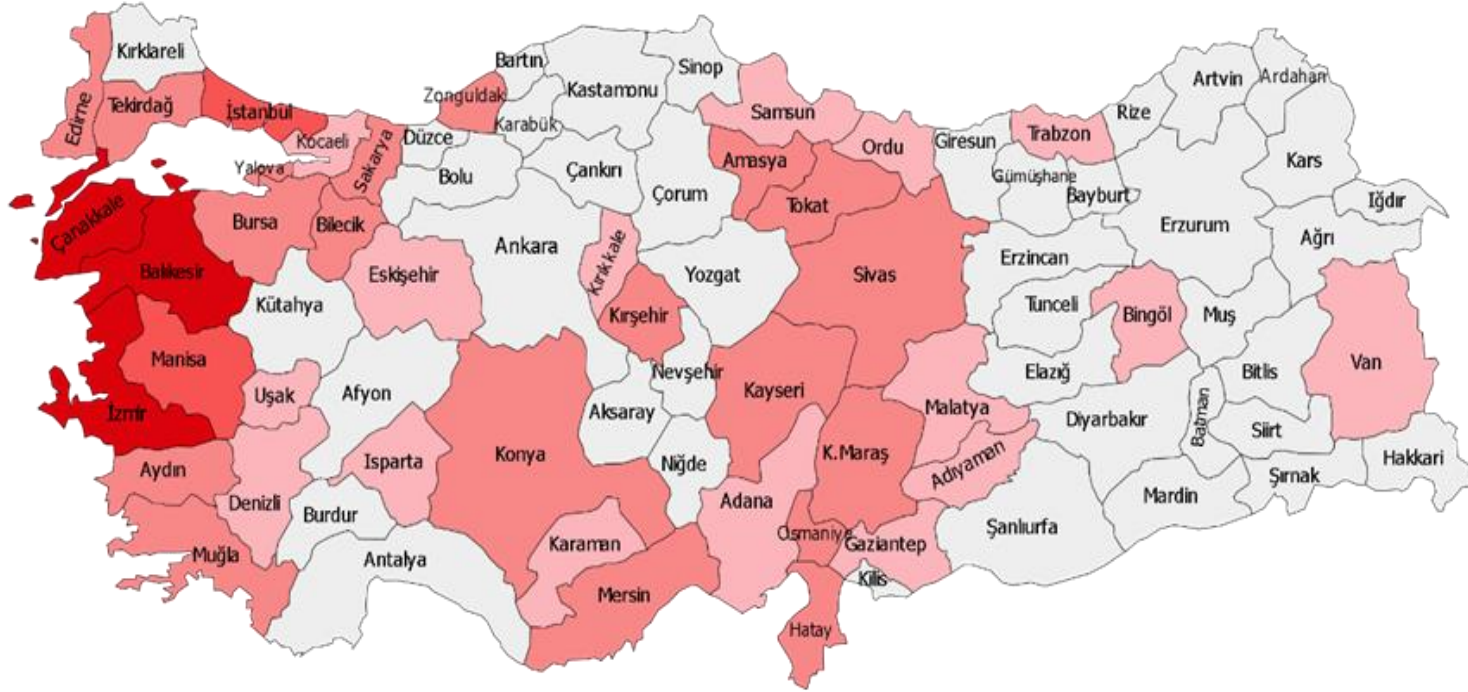 Kırklareli
Edirne
Tekirdağ
İstanbul
Kocaeli
Yalova
Sakarya
Düzce
Zonguldak
Bartın
Karabük
Kastamonu
Sinop
Samsun
Ordu
Giresun
Trabzon
Rize
Artvin
Ardahan
Kars
Iğdır
Ağrı
Erzurum
Bayburt
Gümüşhane
Bolu
Çankırı
Çorum
Amasya
Tokat
Çanakkale
Balıkesir
Bursa
Bilecik
Eskişehir
Ankara
Kırıkkale
Yozgat
Sivas
Erzincan
Tunceli
Bingöl
Muş
Bitlis
Van
Kütahya
Kırşehir
Manisa
Uşak
Afyon
İzmir
Nevşehir
Aksaray
Kayseri
Malatya
Elazığ
Diyarbakır
Batman
Siirt
Hakkari
Şırnak
Mardin
Aydın
Denizli
Isparta
Konya
Niğde
Adana
K.Maraş
Adıyaman
Şanlıurfa
Burdur
Muğla
Antalya
Karaman
Mersin
Osmaniye
Gaziantep
Kilis
Hatay